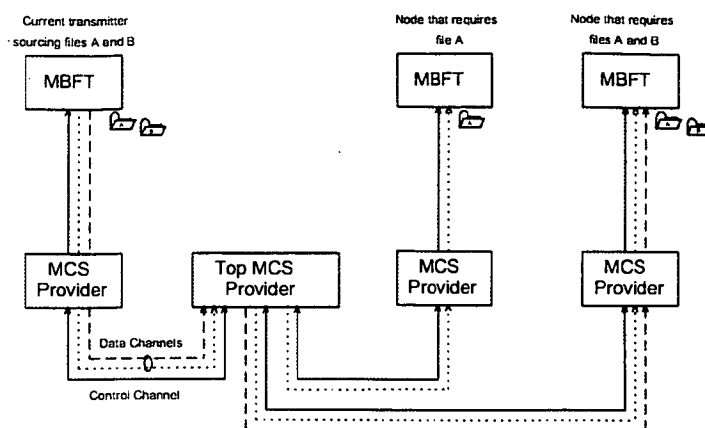 Current transmitter
sourcing files A and B
Node that requires
file A
Node that requires
files A and B
MBFT
MBFT
MBFT
A
B
A
A
B
MCS
Provider
Top MCS
Provider
MCS
Provider
MCS
Provider
Data Channels
Control Channel